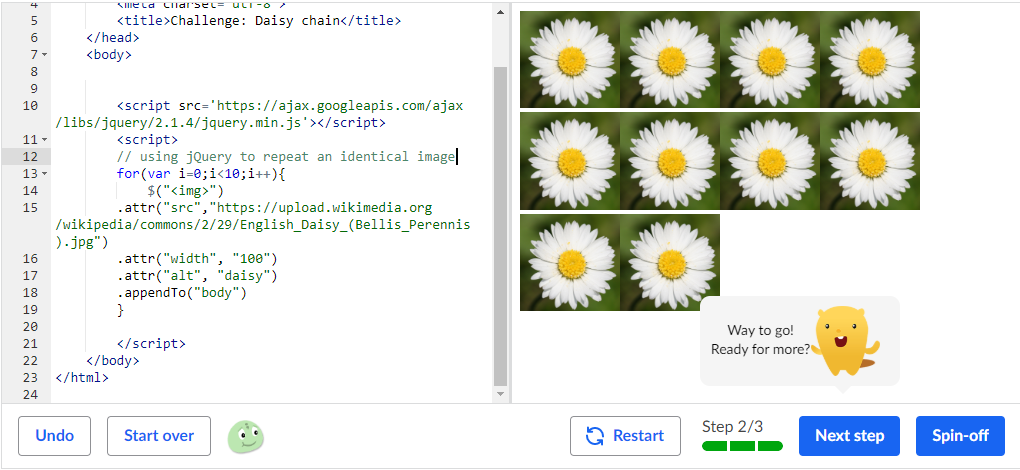 4 <meta charset="utf-8">
5 <title>Challenge: Daisy chain</title>
6 </head>
7 <body>
8
9
10 <script src='https://ajax.googleapis.com/ajax
/libs/jquery/2.1.4/jquery.min.js'></script>
11 <script>
12 // using jQuery to repeat an identical image
13 for(var i=0;i<10;i++){
14 $("<img>")
15 .attr("src","https://upload.wikimedia.org
/wikipedia/commons/2/29/English_Daisy_(Bellis_Perennis
).jpg")
16 .attr("width", "100")
17 .attr("alt", "daisy")
18 .appendTo("body")
19 }
20
21 </script>
22 </body>
23 </html>
24
Way to go!
Ready for more?
Undo
Start over
Restart
Step 2/3
Next step
Spin-off